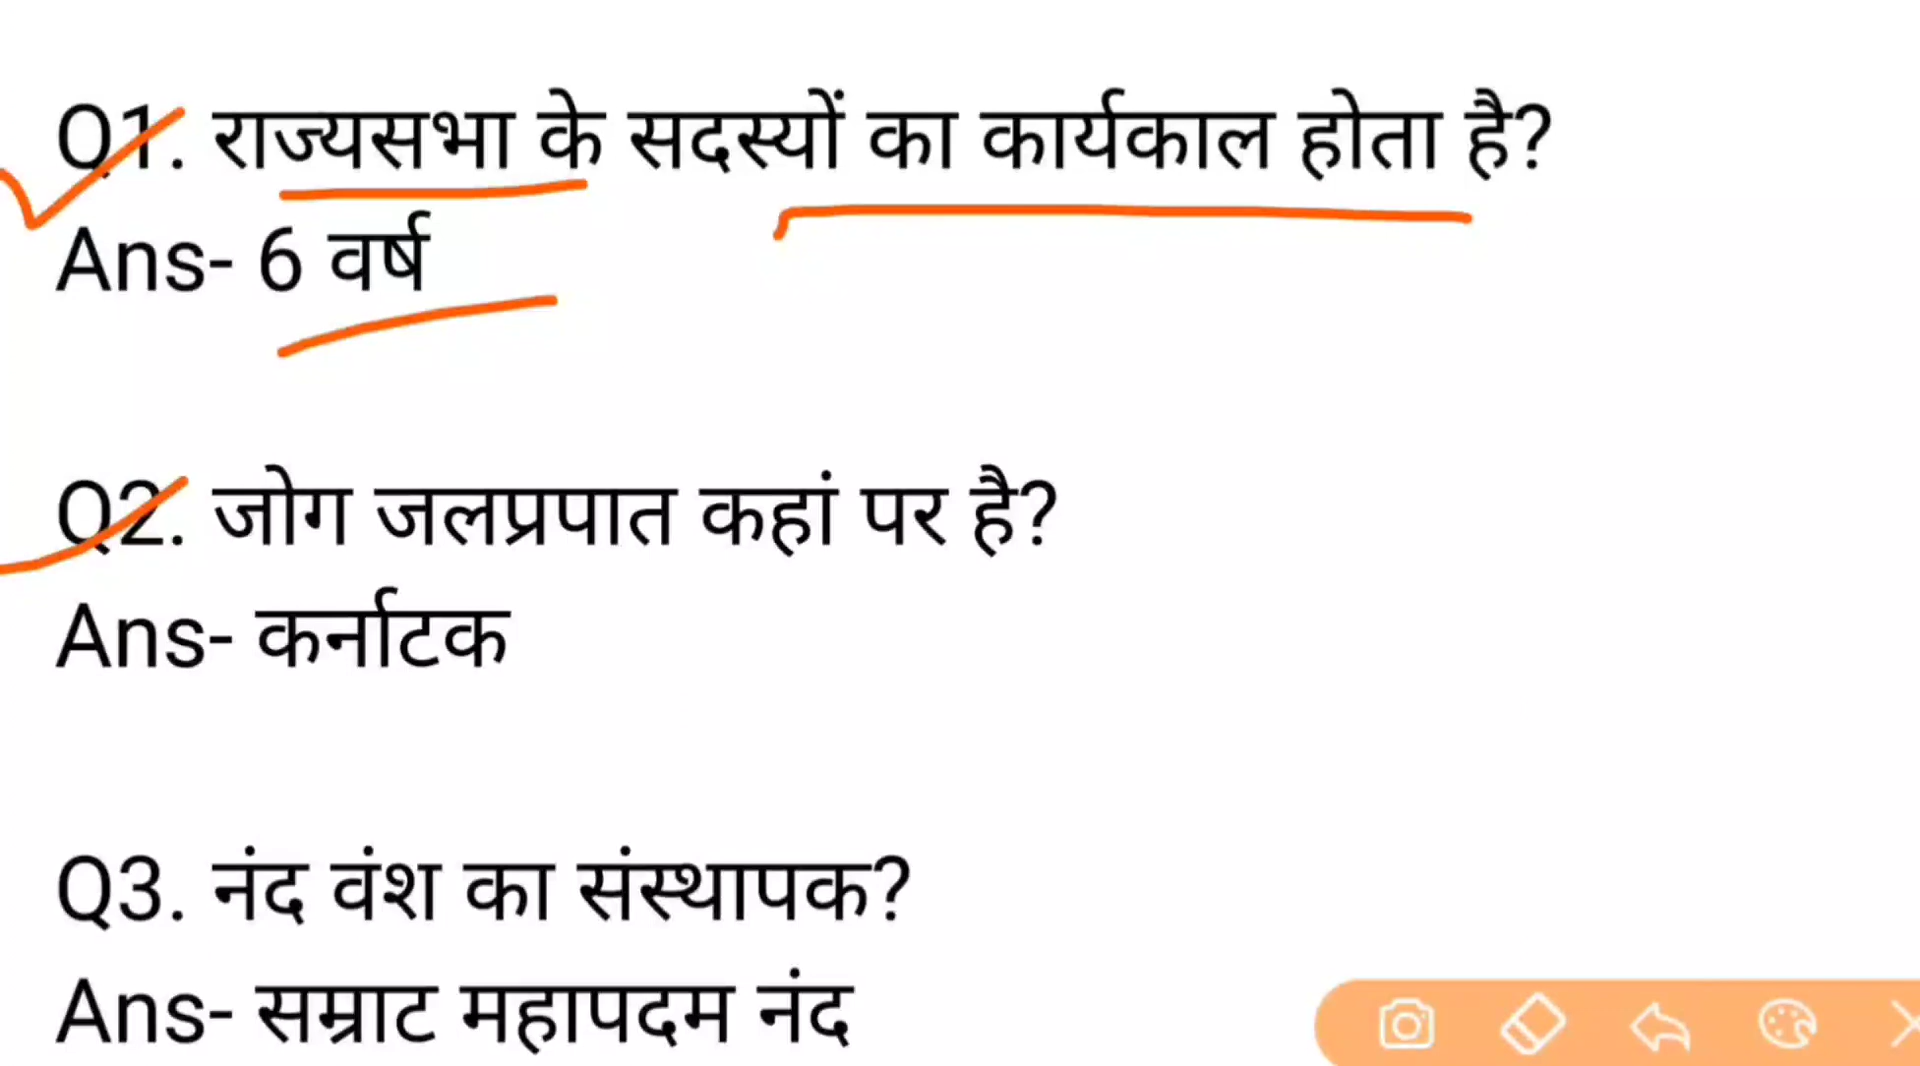 Q1. राज्यसभा के सदस्यों का कार्यकाल होता है?
Ans- 6 वर्ष
Q2. जोग जलप्रपात कहां पर है?
Ans- कर्नाटक
Q3. नंद वंश का संस्थापक?
Ans- सम्राट महापदम नंद